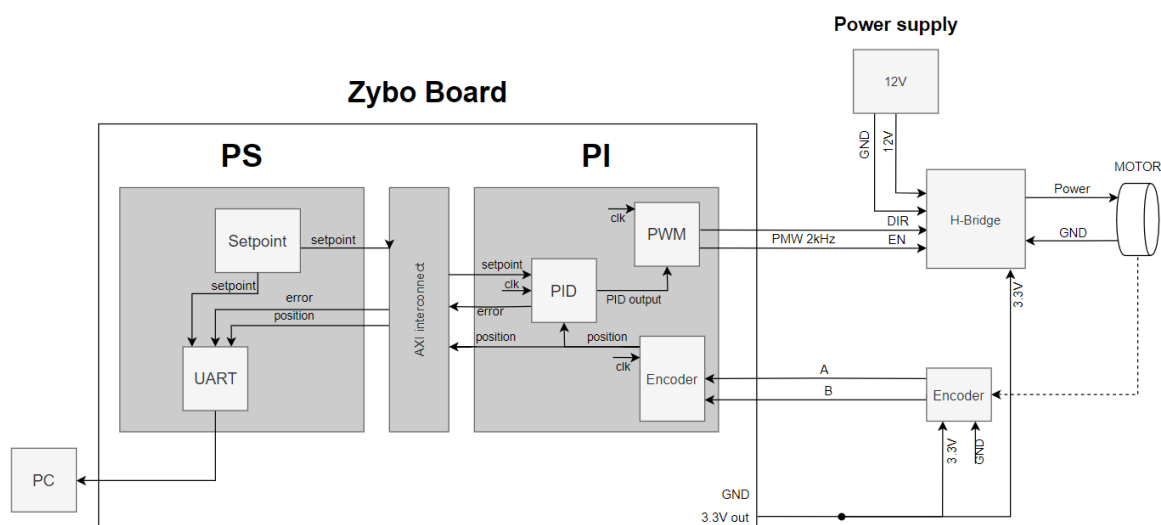 Power supply
12V
Zybo Board
GND
12V
PS
PI
MOTOR
clk
Power
Setpoint
setpoint
PWM
DIR
H-Bridge
PMW 2kHz
EN
GND
setpoint
setpoint
clk
PID
PID output
error
error
position
3.3V
AXI interconnect
position
position
UART
clk
Encoder
A
B
Encoder
3.3V
GND
PC
GND
3.3V out